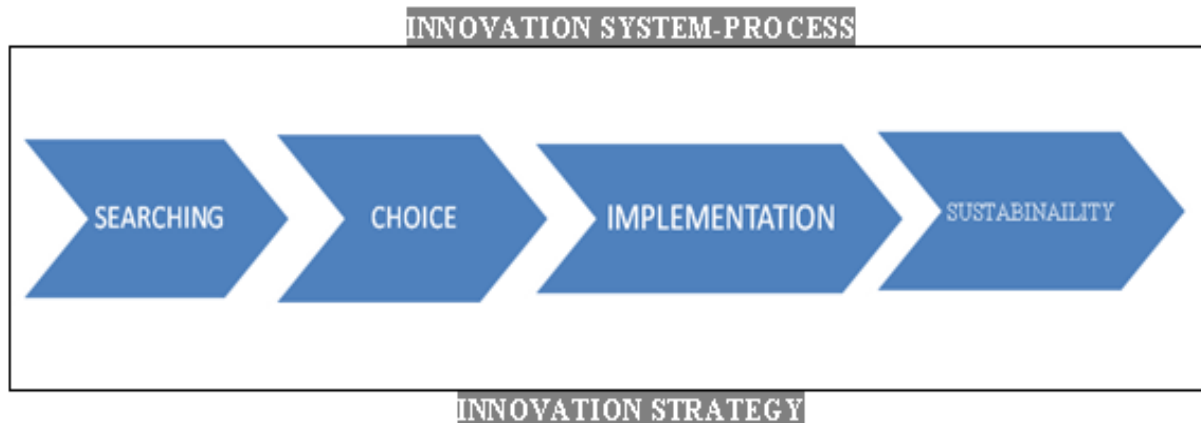 INNOVATION SYSTEM-PROCESS
SEARCHING
CHOICE
IMPLEMENTATION
SUSTABINAILITY
INNOVATION STRATEGY